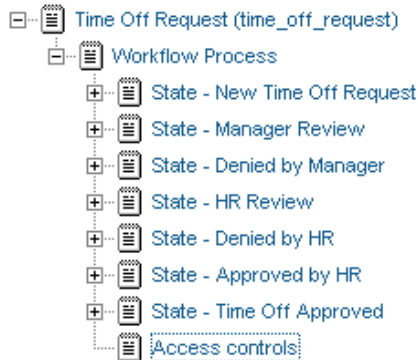 Time Off Request (time_off_request)
Workflow Process
State - New Time Off Request
State - Manager Review
State - Denied by Manager
State - HR Review
State - Denied by HR
State - Approved by HR
State - Time Off Approved
Access controls